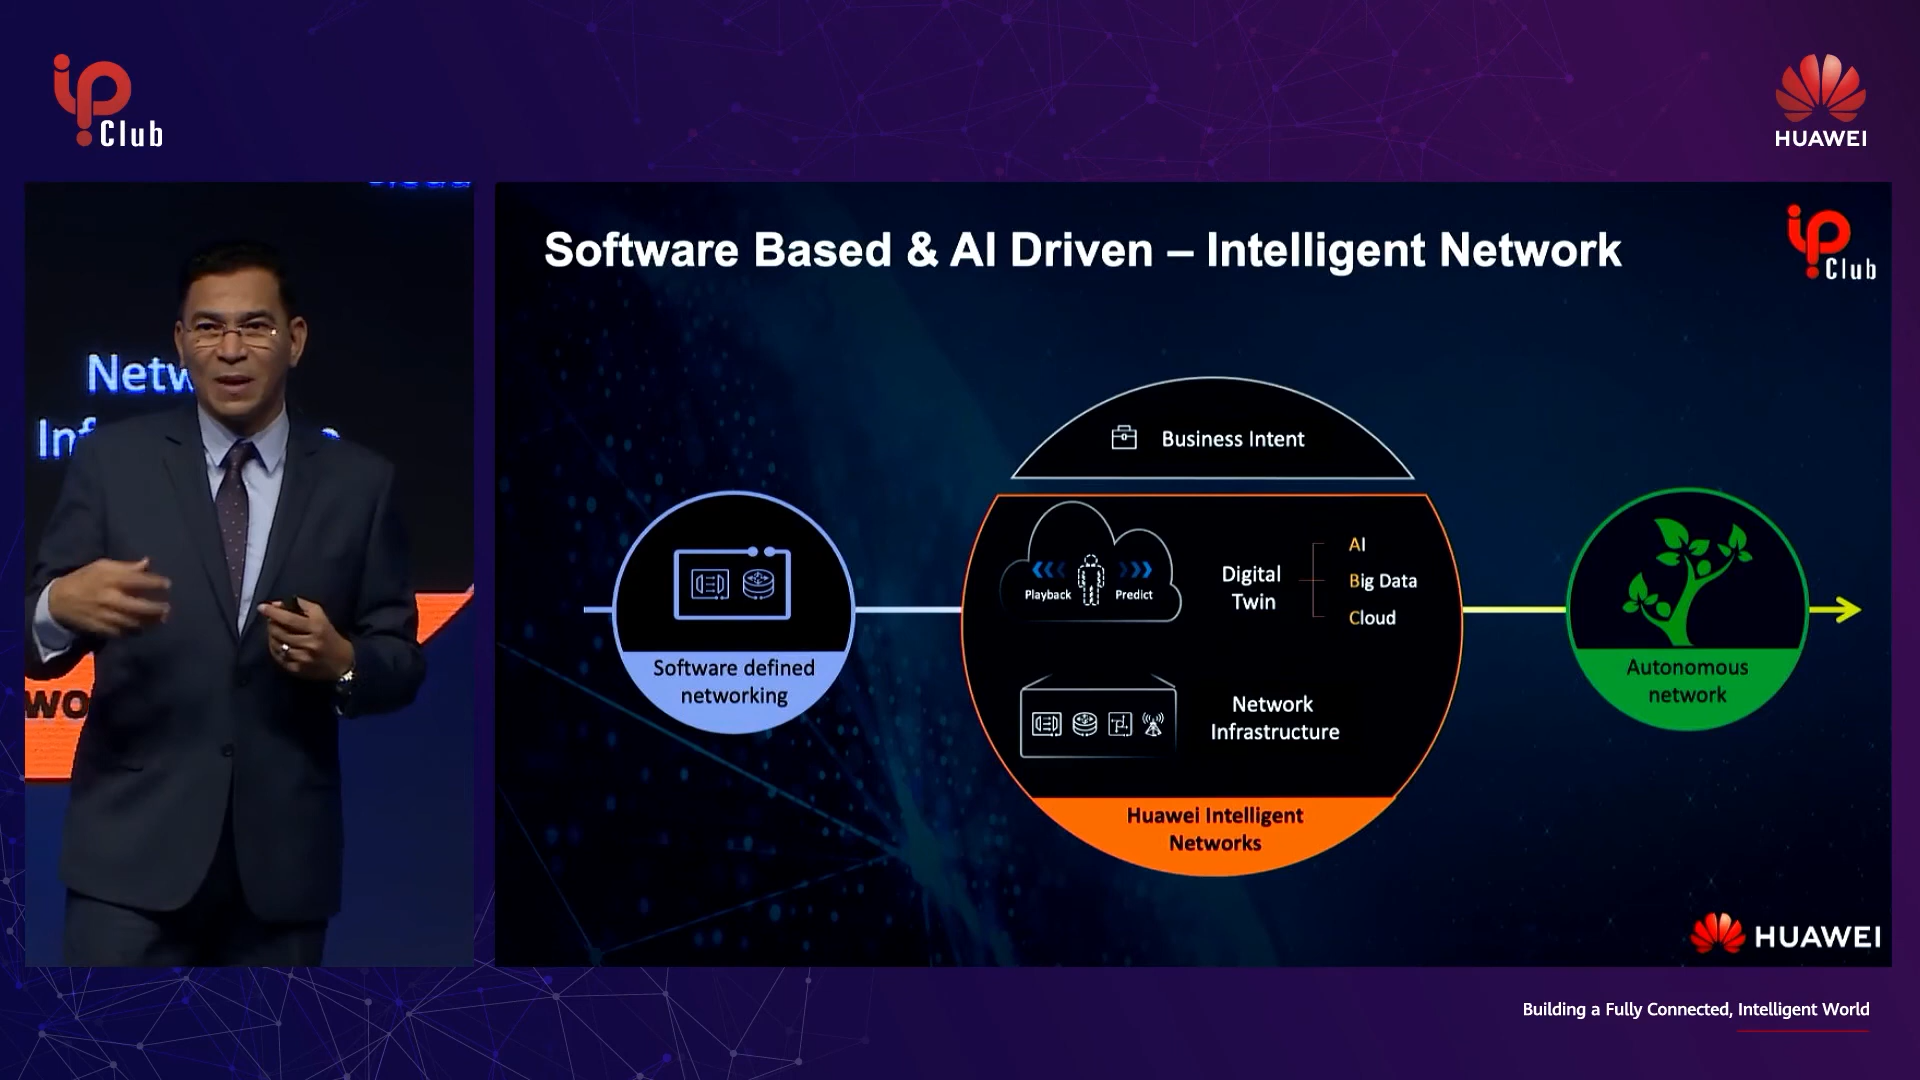 ip Club
HUAWEI
Software Based & AI Driven – Intelligent Network
ip Club
Business Intent
Playback
Predict
Digital
Twin
AI
Big Data
Cloud
Network
Infrastructure
Huawei Intelligent
Networks
Software defined
networking
Autonomous
network
HUAWEI
Building a Fully Connected, Intelligent World